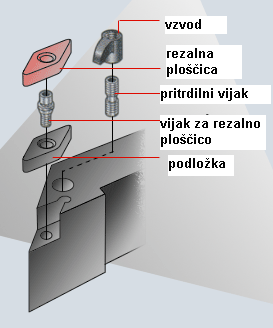 vzvod
rezalna
ploščica
pritrdilni vijak
vijak za rezalno
ploščico
podložka